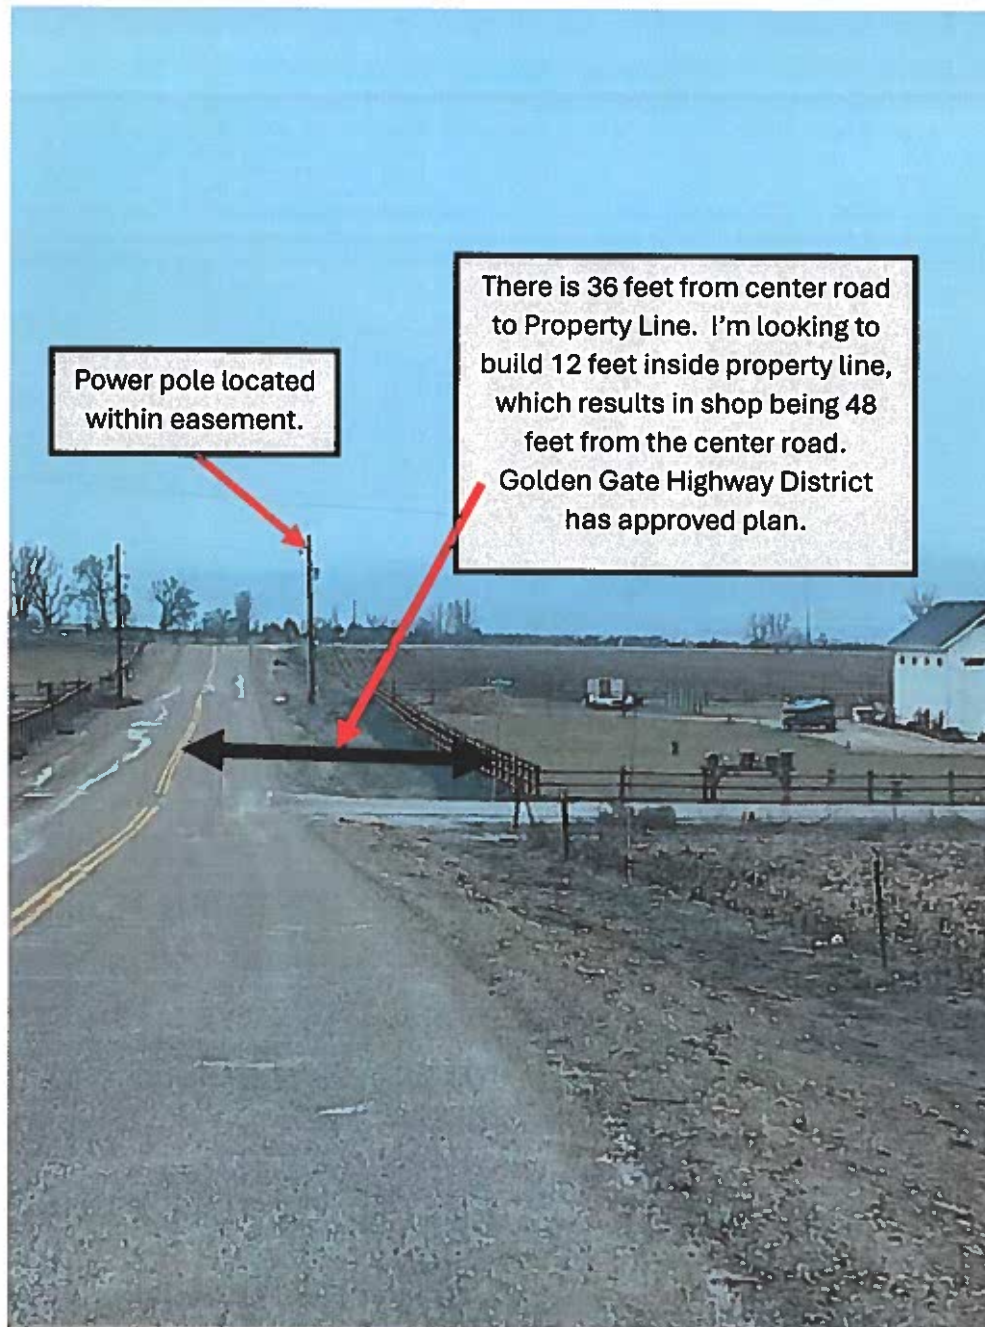 Power pole located
within easement.
There is 36 feet from center road
to Property Line.  I'm looking to
build 12 feet inside property line,
which results in shop being 48
feet from the center road.
Golden Gate Highway District
has approved plan.